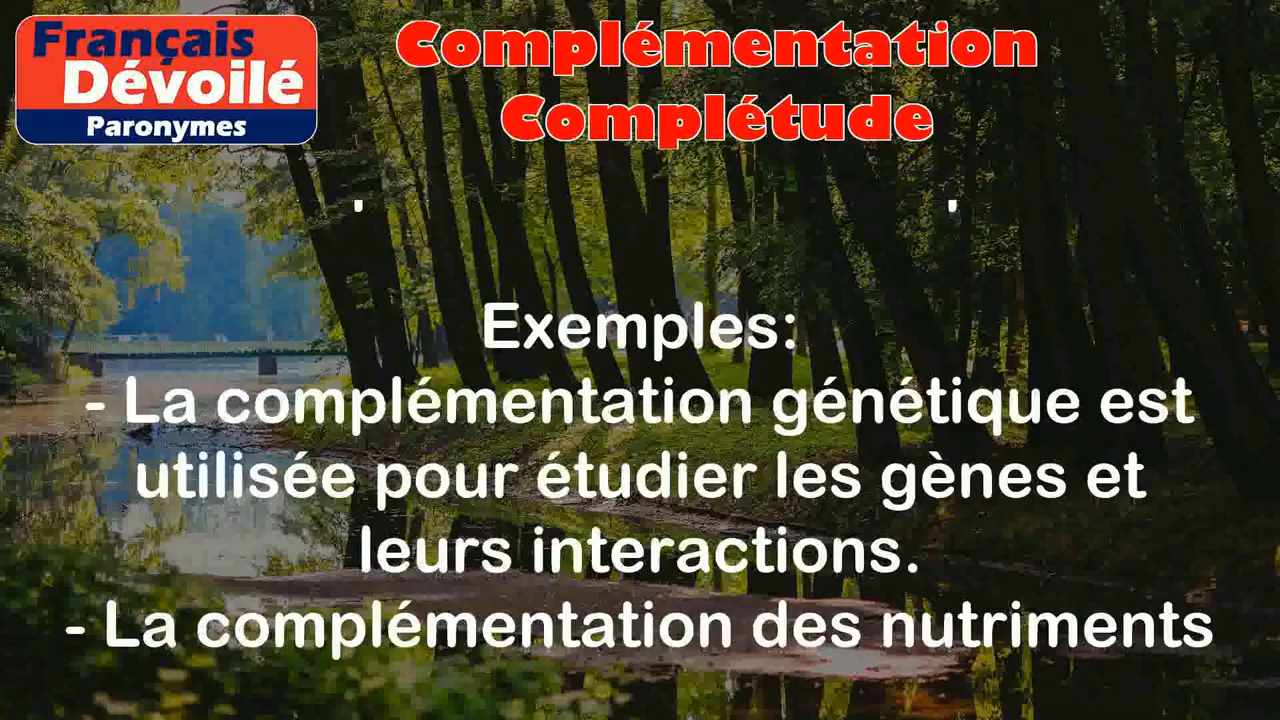 Français
Dévoilé
Paronymes
Complémentation
Complétude
Exemples:
- La complémentation génétique est
utilisée pour étudier les gènes et
leurs interactions.
- La complémentation des nutriments